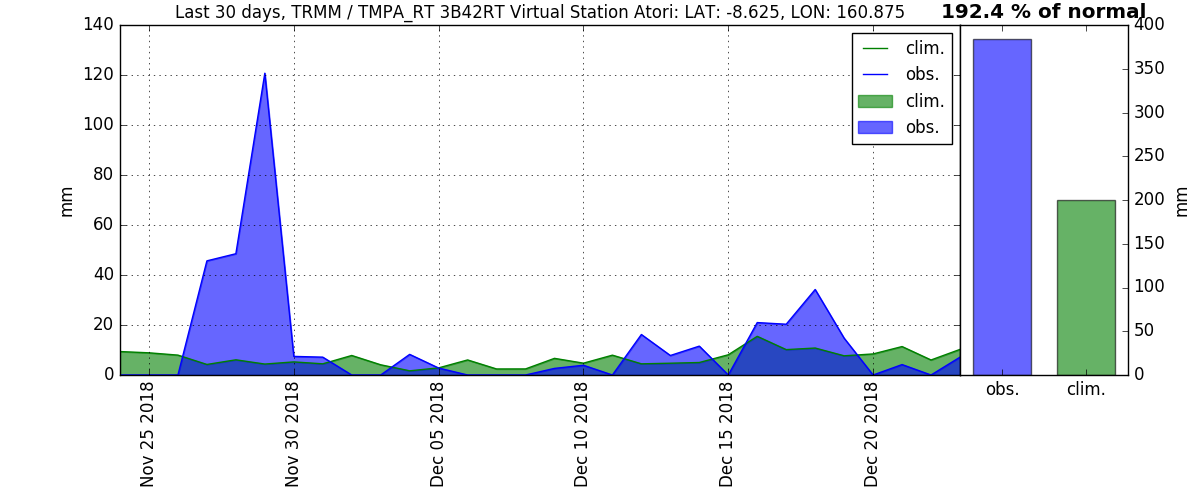 Last 30 days, TRMM / TMPA_RT 3B42RT Virtual Station Atori: LAT: -8.625, LON: 160.875
192.4 % of normal
140
120
100
80
60
40
20
0
mm
clim.
obs.
clim.
obs.
Nov 25 2018
Nov 30 2018
Dec 05 2018
Dec 10 2018
Dec 15 2018
Dec 20 2018
400
350
300
250
200
150
100
50
0
mm
obs.
clim.